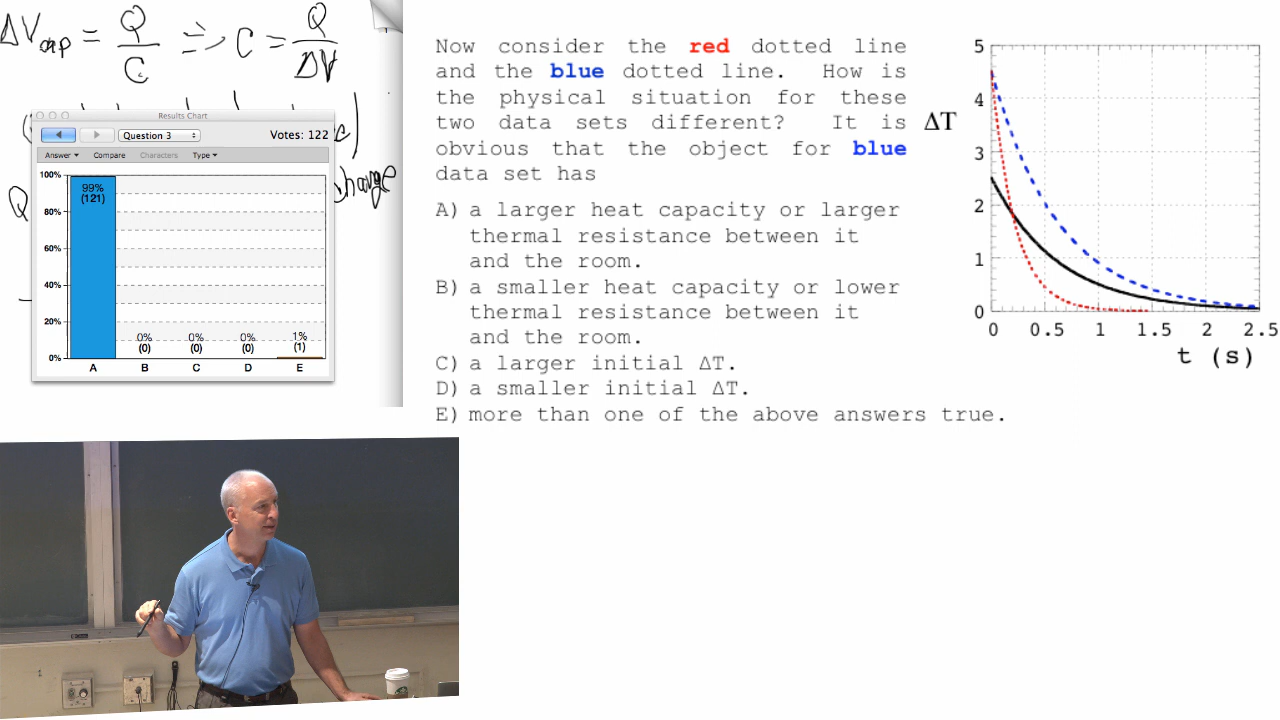 ΔV cap = Q/C ⇒ C = Q/ΔV
Results Chart
Question 3
Votes: 122
Answer Compare Characters Type
100%
80%
60%
40%
20%
0%
99%
(121)
0%
(0)
0%
(0)
0%
(0)
1%
(1)
A B C D E
Q
Now consider the red dotted line
and the blue dotted line. How is
the physical situation for these
two data sets different? It is
obvious that the object for blue
data set has
A) a larger heat capacity or larger
thermal resistance between it
and the room.
B) a smaller heat capacity or lower
thermal resistance between it
and the room.
C) a larger initial ΔT.
D) a smaller initial ΔT.
E) more than one of the above answers true.
ΔT
5
4
3
2
1
0
0 0.5 1 1.5 2 2.5
t (s)